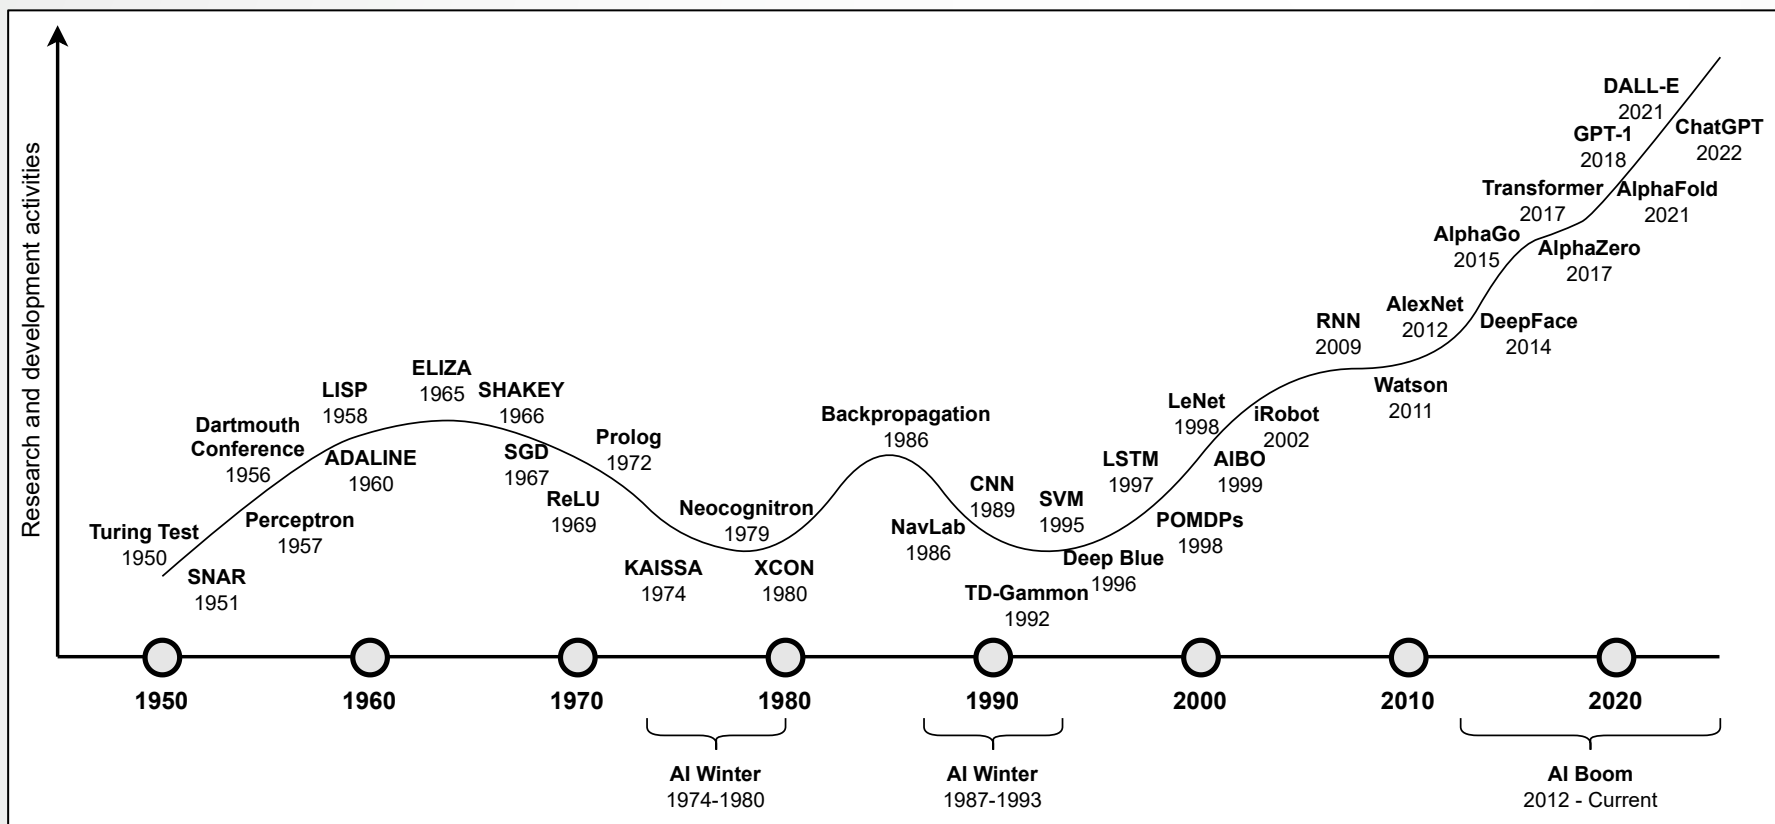 Research and development activities
Turing Test
1950
SNAR
1951
Dartmouth
Conference
1956
Perceptron
1957
LISP
1958
ADALINE
1960
ELIZA
1965
SHAKEY
1966
SGD
1967
ReLU
1969
Prolog
1972
KAISSA
1974
Neocognitron
1979
XCON
1980
Backpropagation
1986
NavLab
1986
CNN
1989
TD-Gammon
1992
SVM
1995
Deep Blue
1996
LSTM
1997
POMDPs
1998
LeNet
1998
AIBO
1999
iRobot
2002
RNN
2009
Watson
2011
AlexNet
2012
DeepFace
2014
AlphaGo
2015
AlphaZero
2017
Transformer
2017
AlphaFold
2021
GPT-1
2018
DALL-E
2021
ChatGPT
2022
1950 1960 1970 1980 1990 2000 2010 2020
AI Winter
1974-1980
AI Winter
1987-1993
AI Boom
2012 - Current